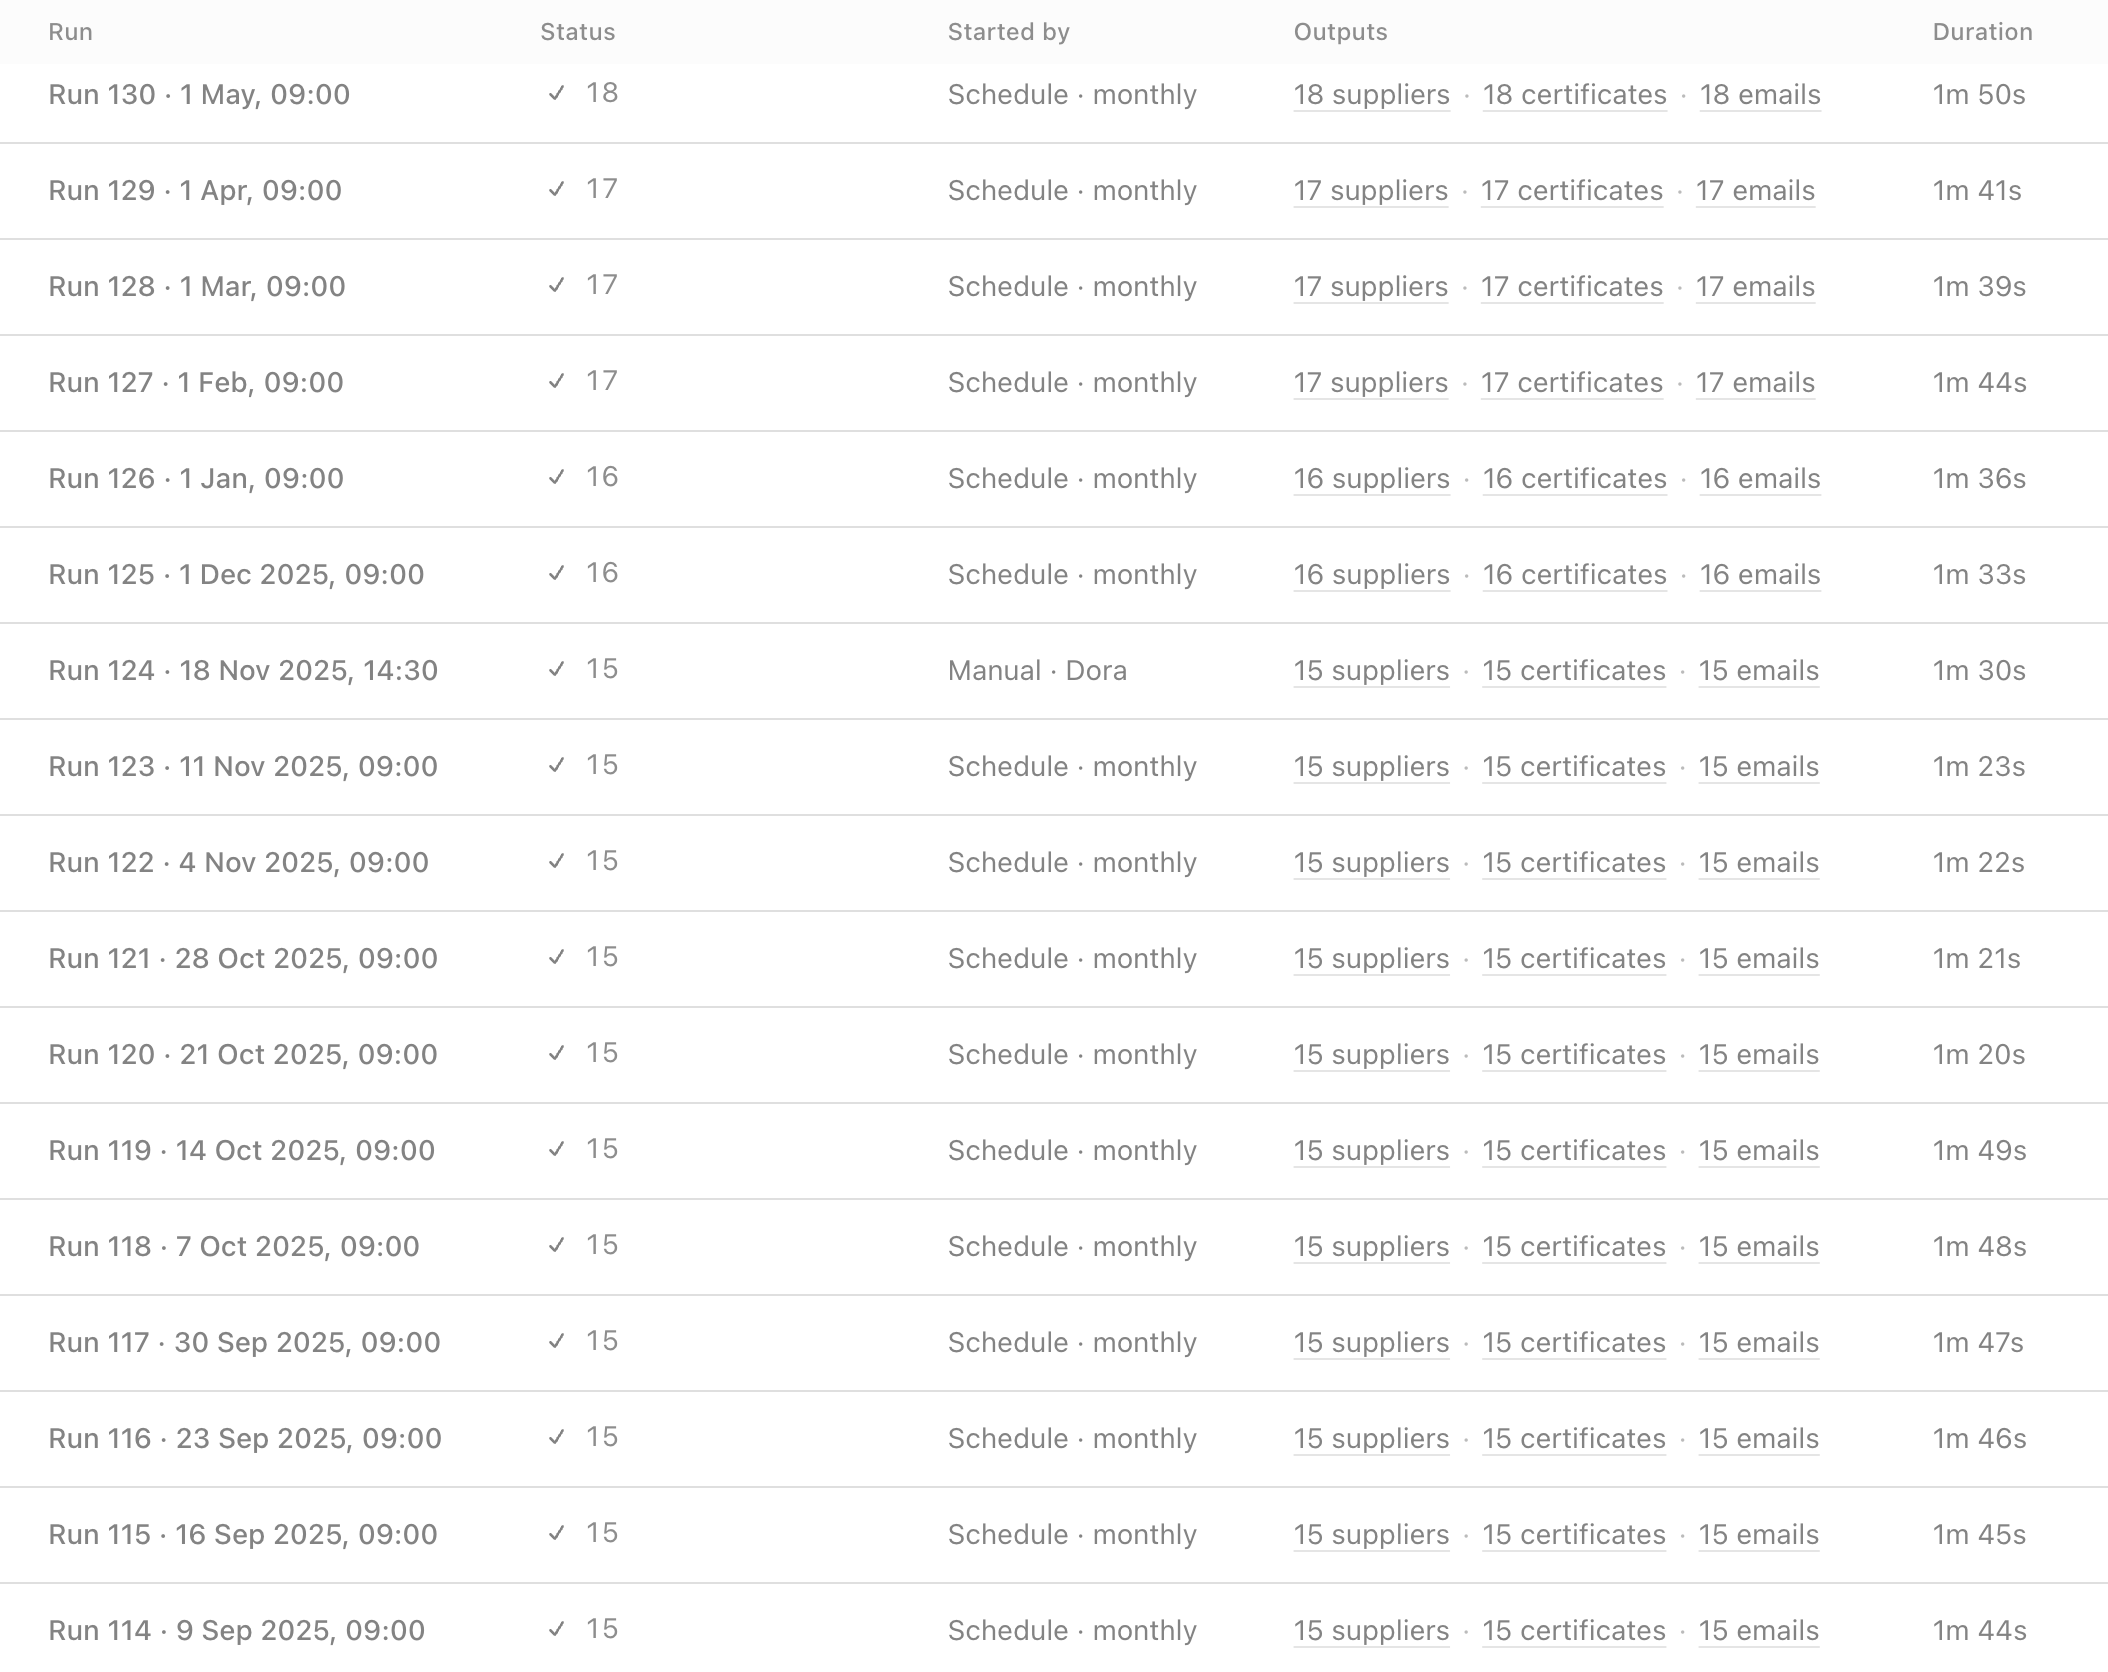 Run Status Started by Outputs Duration
Run 130 · 1 May, 09:00 ✓ 18 Schedule · monthly 18 suppliers · 18 certificates · 18 emails 1m 50s
Run 129 · 1 Apr, 09:00 ✓ 17 Schedule · monthly 17 suppliers · 17 certificates · 17 emails 1m 41s
Run 128 · 1 Mar, 09:00 ✓ 17 Schedule · monthly 17 suppliers · 17 certificates · 17 emails 1m 39s
Run 127 · 1 Feb, 09:00 ✓ 17 Schedule · monthly 17 suppliers · 17 certificates · 17 emails 1m 44s
Run 126 · 1 Jan, 09:00 ✓ 16 Schedule · monthly 16 suppliers · 16 certificates · 16 emails 1m 36s
Run 125 · 1 Dec 2025, 09:00 ✓ 16 Schedule · monthly 16 suppliers · 16 certificates · 16 emails 1m 33s
Run 124 · 18 Nov 2025, 14:30 ✓ 15 Manual · Dora 15 suppliers · 15 certificates · 15 emails 1m 30s
Run 123 · 11 Nov 2025, 09:00 ✓ 15 Schedule · monthly 15 suppliers · 15 certificates · 15 emails 1m 23s
Run 122 · 4 Nov 2025, 09:00 ✓ 15 Schedule · monthly 15 suppliers · 15 certificates · 15 emails 1m 22s
Run 121 · 28 Oct 2025, 09:00 ✓ 15 Schedule · monthly 15 suppliers · 15 certificates · 15 emails 1m 21s
Run 120 · 21 Oct 2025, 09:00 ✓ 15 Schedule · monthly 15 suppliers · 15 certificates · 15 emails 1m 20s
Run 119 · 14 Oct 2025, 09:00 ✓ 15 Schedule · monthly 15 suppliers · 15 certificates · 15 emails 1m 49s
Run 118 · 7 Oct 2025, 09:00 ✓ 15 Schedule · monthly 15 suppliers · 15 certificates · 15 emails 1m 48s
Run 117 · 30 Sep 2025, 09:00 ✓ 15 Schedule · monthly 15 suppliers · 15 certificates · 15 emails 1m 47s
Run 116 · 23 Sep 2025, 09:00 ✓ 15 Schedule · monthly 15 suppliers · 15 certificates · 15 emails 1m 46s
Run 115 · 16 Sep 2025, 09:00 ✓ 15 Schedule · monthly 15 suppliers · 15 certificates · 15 emails 1m 45s
Run 114 · 9 Sep 2025, 09:00 ✓ 15 Schedule · monthly 15 suppliers · 15 certificates · 15 emails 1m 44s